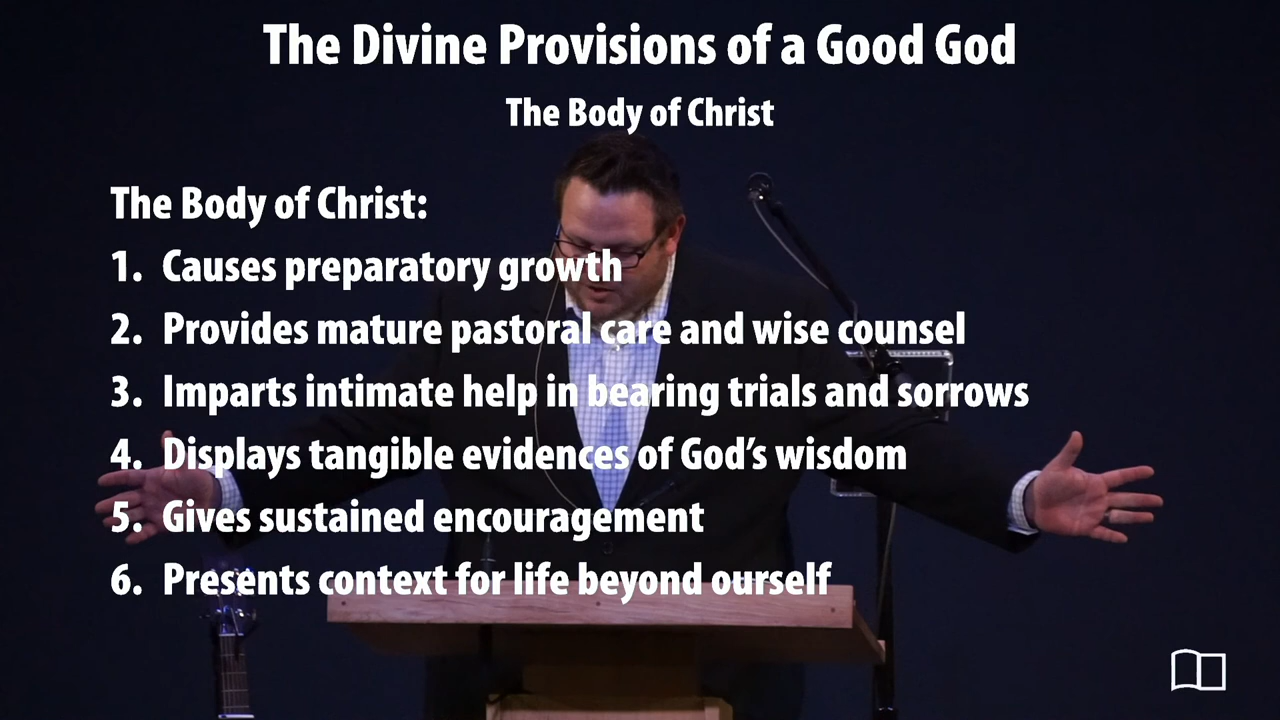 The Divine Provisions of a Good God
The Body of Christ
The Body of Christ:
1. Causes preparatory growth
2. Provides mature pastoral care and wise counsel
3. Imparts intimate help in bearing trials and sorrows
4. Displays tangible evidences of God's wisdom
5. Gives sustained encouragement
6. Presents context for life beyond ourself